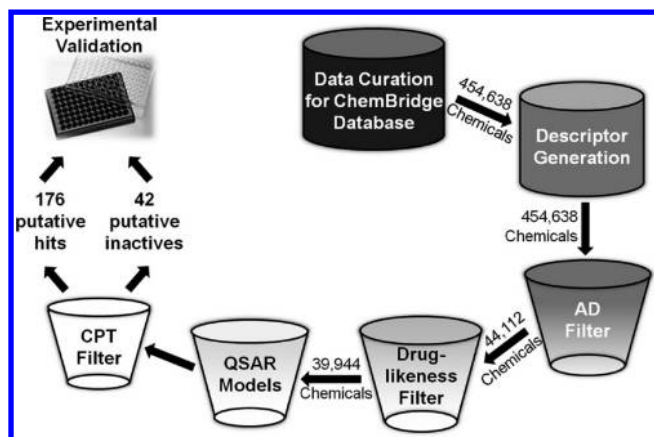 Experimental
Validation
176
putative
hits
42
putative
inactives
CPT
Filter
QSAR
Models
39,944
Chemicals
Drug-
likeness
Filter
44,112
Chemicals
AD
Filter
454,638
Chemicals
Descriptor
Generation
454,638
Chemicals
Data Curation
for ChemBridge
Database